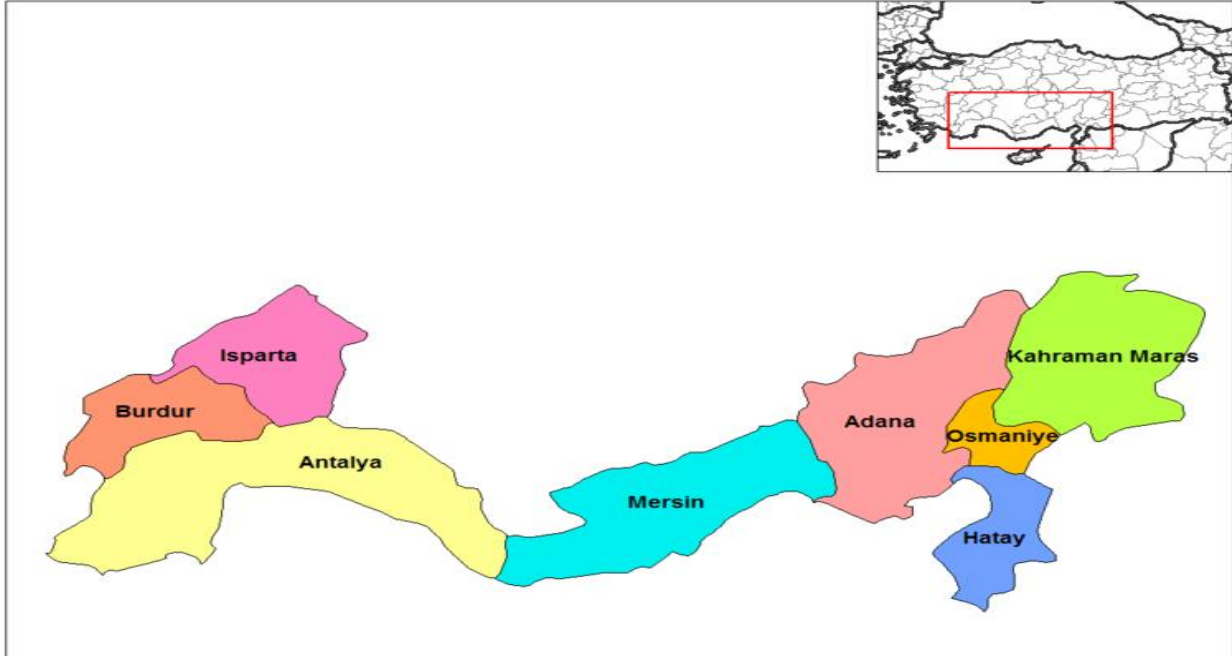 Isparta
Kahraman Maras
Burdur
Adana
Osmaniye
Antalya
Mersin
Hatay